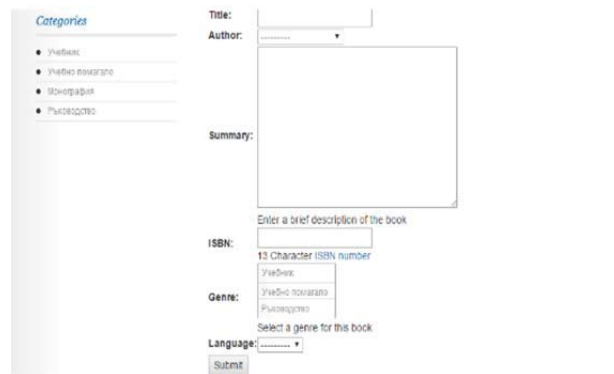 Categories
Учебник
Учебно помагало
Монография
Ръководство
Title:
Author: ---------
Summary:
Enter a brief description of the book
ISBN:
13 Character ISBN number
Genre:
Учебник
Учебно помагало
Ръководство
Select a genre for this book
Language: ---------
Submit